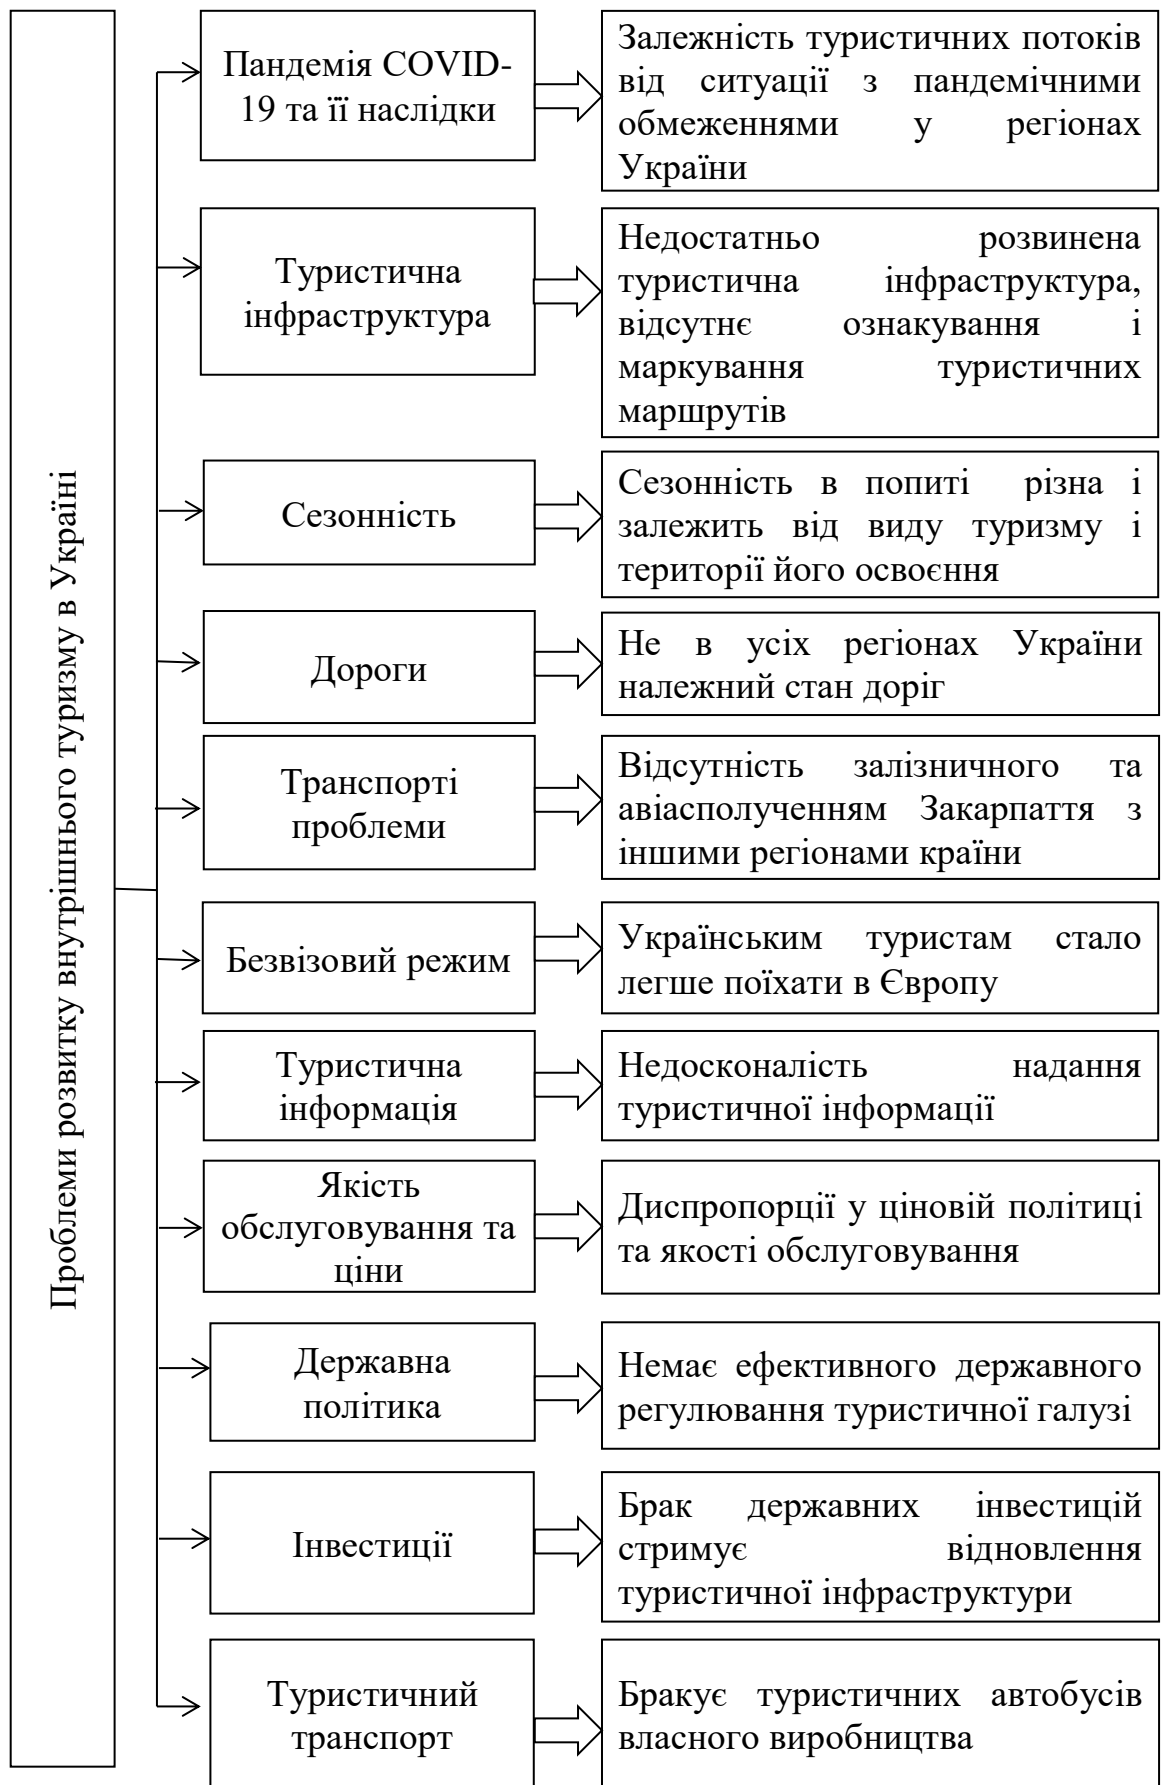 Проблеми розвитку внутрішнього туризму в Україні
Пандемія COVID-
19 та її наслідки
Залежність туристичних потоків
від ситуації з пандемічними
обмеженнями у регіонах
України
Туристична
інфраструктура
Недостатньо розвинена
туристична інфраструктура,
відсутнє ознакування і
маркування туристичних
маршрутів
Сезонність
Сезонність в попиті різна і
залежить від виду туризму і
території його освоєння
Дороги
Не в усіх регіонах України
належний стан доріг
Транспорті
проблеми
Відсутність залізничного та
авіасполученням Закарпаття з
іншими регіонами країни
Безвізовий режим
Українським туристам стало
легше поїхати в Європу
Туристична
інформація
Недосконалість надання
туристичної інформації
Якість
обслуговування та
ціни
Диспропорції у ціновій політиці
та якості обслуговування
Державна
політика
Немає ефективного державного
регулювання туристичної галузі
Інвестиції
Брак державних інвестицій
стримує відновлення
туристичної інфраструктури
Туристичний
транспорт
Бракує туристичних автобусів
власного виробництва